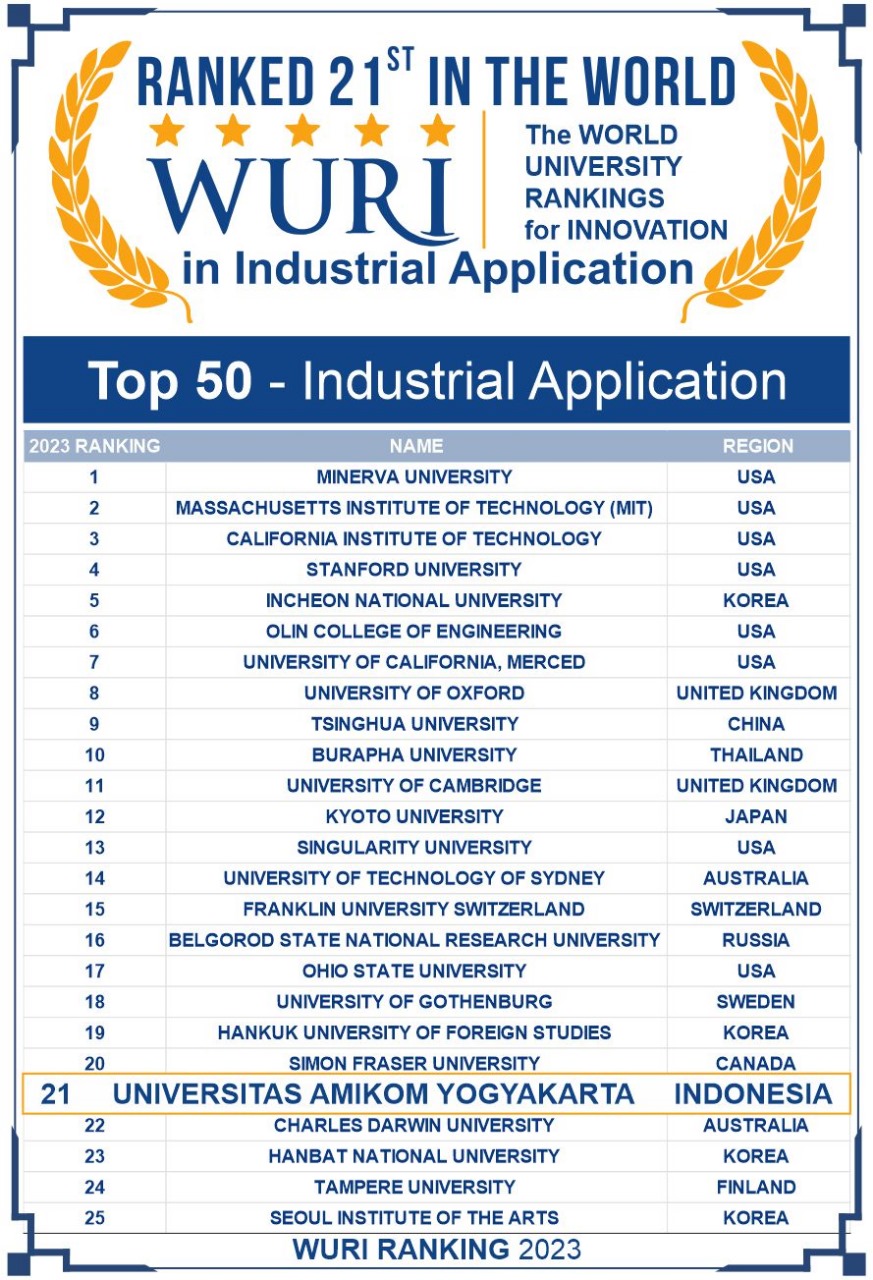 RANKED 21ST IN THE WORLD
WURI
The WORLD
UNIVERSITY
RANKINGS
for INNOVATION
in Industrial Application
Top 50 - Industrial Application
2023 RANKING NAME REGION
1 MINERVA UNIVERSITY USA
2 MASSACHUSETTS INSTITUTE OF TECHNOLOGY (MIT) USA
3 CALIFORNIA INSTITUTE OF TECHNOLOGY USA
4 STANFORD UNIVERSITY USA
5 INCHEON NATIONAL UNIVERSITY KOREA
6 OLIN COLLEGE OF ENGINEERING USA
7 UNIVERSITY OF CALIFORNIA, MERCED USA
8 UNIVERSITY OF OXFORD UNITED KINGDOM
9 TSINGHUA UNIVERSITY CHINA
10 BURAPHA UNIVERSITY THAILAND
11 UNIVERSITY OF CAMBRIDGE UNITED KINGDOM
12 KYOTO UNIVERSITY JAPAN
13 SINGULARITY UNIVERSITY USA
14 UNIVERSITY OF TECHNOLOGY OF SYDNEY AUSTRALIA
15 FRANKLIN UNIVERSITY SWITZERLAND SWITZERLAND
16 BELGOROD STATE NATIONAL RESEARCH UNIVERSITY RUSSIA
17 OHIO STATE UNIVERSITY USA
18 UNIVERSITY OF GOTHENBURG SWEDEN
19 HANKUK UNIVERSITY OF FOREIGN STUDIES KOREA
20 SIMON FRASER UNIVERSITY CANADA
21 UNIVERSITAS AMIKOM YOGYAKARTA INDONESIA
22 CHARLES DARWIN UNIVERSITY AUSTRALIA
23 HANBAT NATIONAL UNIVERSITY KOREA
24 TAMPERE UNIVERSITY FINLAND
25 SEOUL INSTITUTE OF THE ARTS KOREA
WURI RANKING 2023